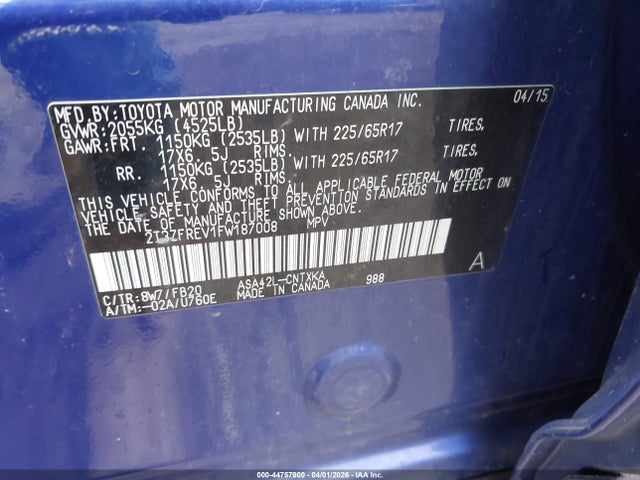 MFD.BY:TOYOTA MOTOR MANUFACTURING CANADA INC. 04/15
GVWR:2055KG (4525LB)
GAWR:FRT. 1150KG (2535LB) WITH 225/65R17 TIRES,
17X6.5J RIMS.
RR. 1150KG (2535LB) WITH 225/65R17 TIRES,
17X6.5J RIMS.
THIS VEHICLE CONFORMS TO ALL APPLICABLE FEDERAL MOTOR
VEHICLE SAFETY AND THEFT PREVENTION STANDARDS IN EFFECT ON
THE DATE OF MANUFACTURE SHOWN ABOVE.
2T3ZFREV1FW187008 MPV
A
C/TR:8W7/FB20 ASA42L-CNTXKA
A/TM:-02A/U760E MADE IN CANADA 988
000-44757900 - 04/01/2026 - IAAI.COM